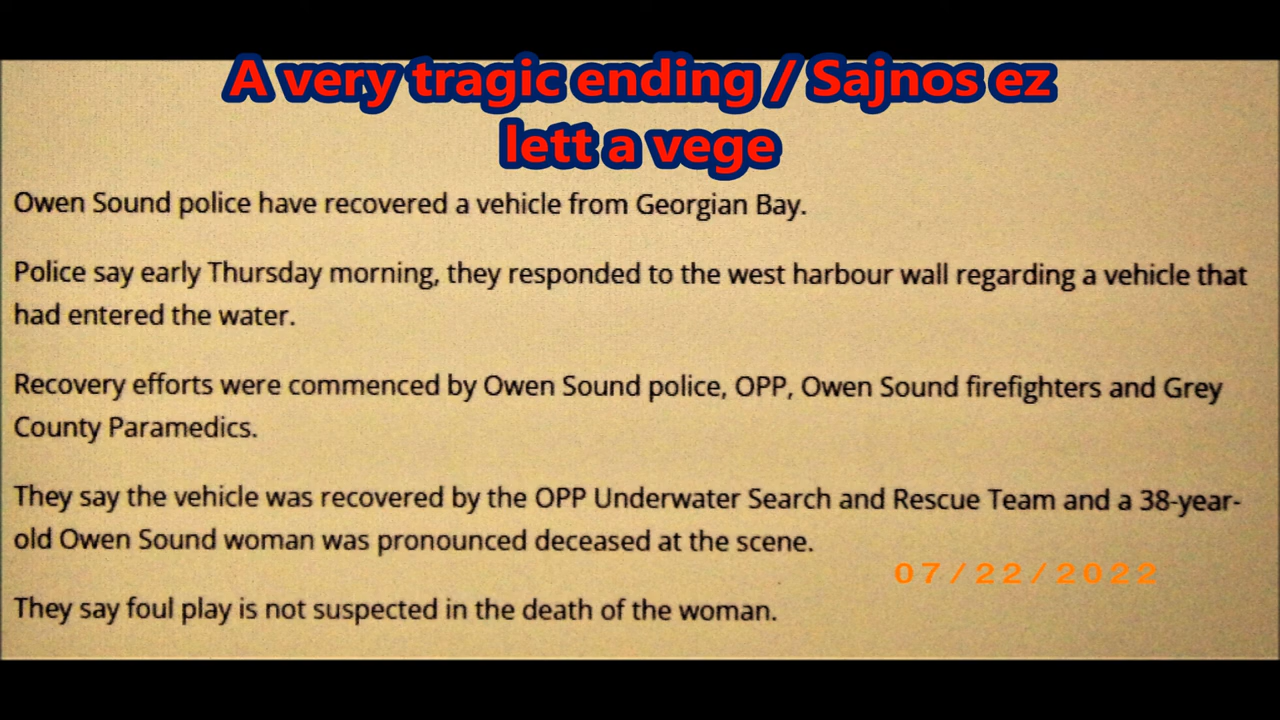 A very tragic ending / Sajnos ez
lett a vege
Owen Sound police have recovered a vehicle from Georgian Bay.
Police say early Thursday morning, they responded to the west harbour wall regarding a vehicle that
had entered the water.
Recovery efforts were commenced by Owen Sound police, OPP, Owen Sound firefighters and Grey
County Paramedics.
They say the vehicle was recovered by the OPP Underwater Search and Rescue Team and a 38-year-
old Owen Sound woman was pronounced deceased at the scene.
07/22/2022
They say foul play is not suspected in the death of the woman.